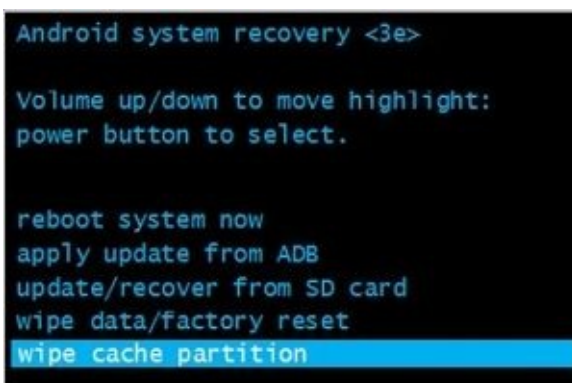 Android system recovery <3e>
Volume up/down to move highlight:
power button to select.
reboot system now
apply update from ADB
update/recover from SD card
wipe data/factory reset
wipe cache partition